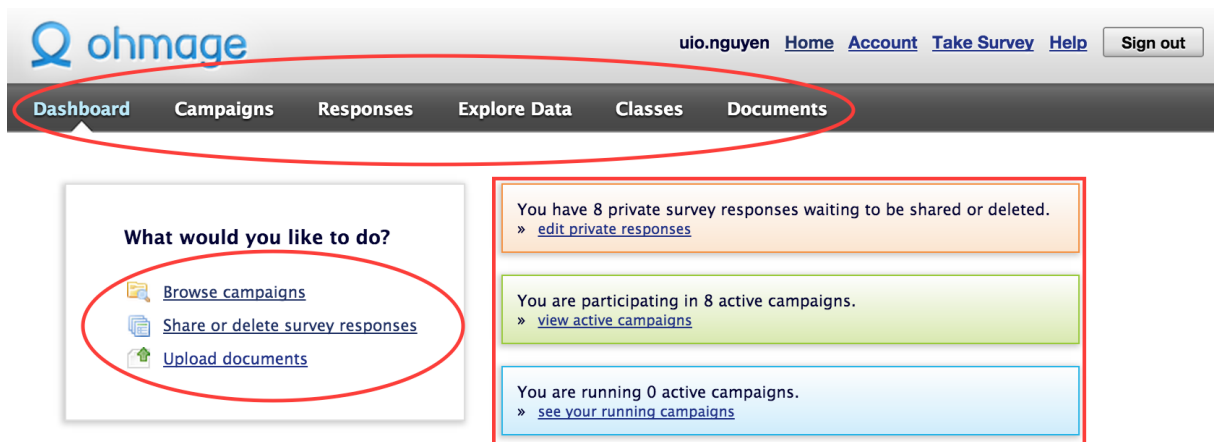 ohmage
uio.nguyen Home Account Take Survey Help Sign out
Dashboard Campaigns Responses Explore Data Classes Documents
What would you like to do?
Browse campaigns
Share or delete survey responses
Upload documents
You have 8 private survey responses waiting to be shared or deleted.
» edit private responses
You are participating in 8 active campaigns.
» view active campaigns
You are running 0 active campaigns.
» see your running campaigns